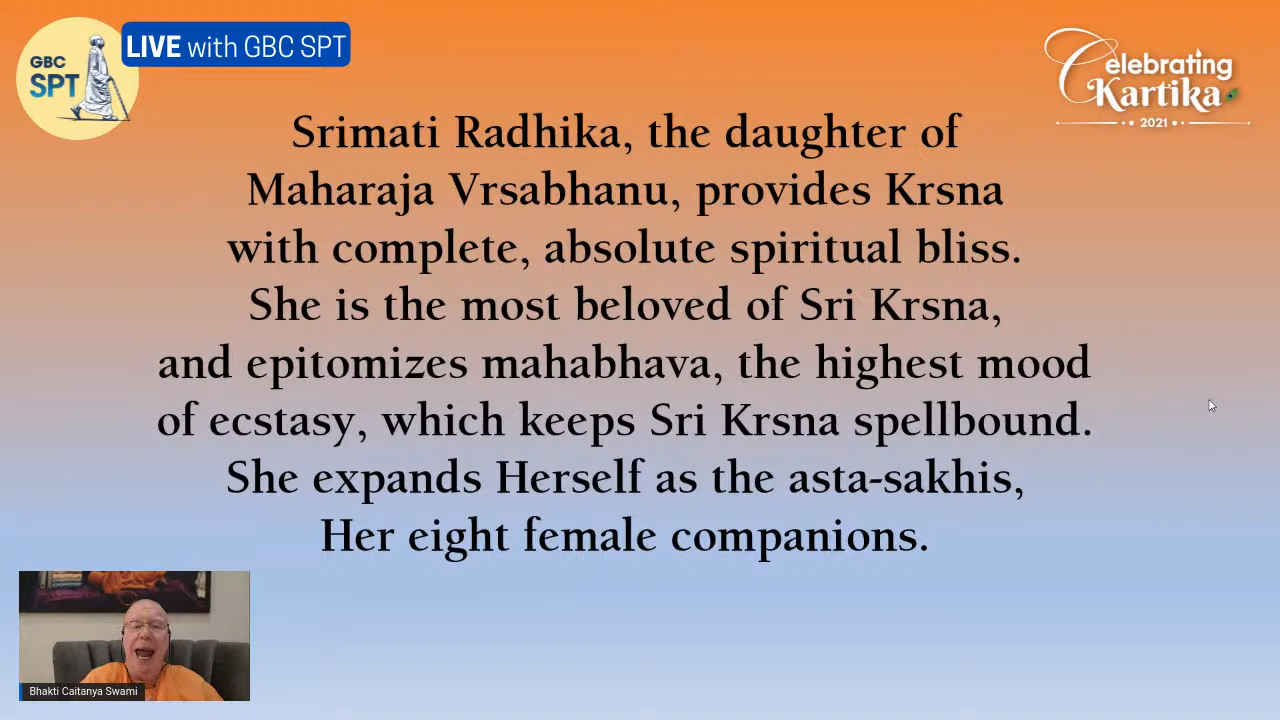 LIVE with GBC SPT
GBC
SPT
Celebrating
Kartika
2021
Srimati Radhika, the daughter of
Maharaja Vrsabhanu, provides Krsna
with complete, absolute spiritual bliss.
She is the most beloved of Sri Krsna,
and epitomizes mahabhava, the highest mood
of ecstasy, which keeps Sri Krsna spellbound.
She expands Herself as the asta-sakhis,
Her eight female companions.
Bhakti Caitanya Swami